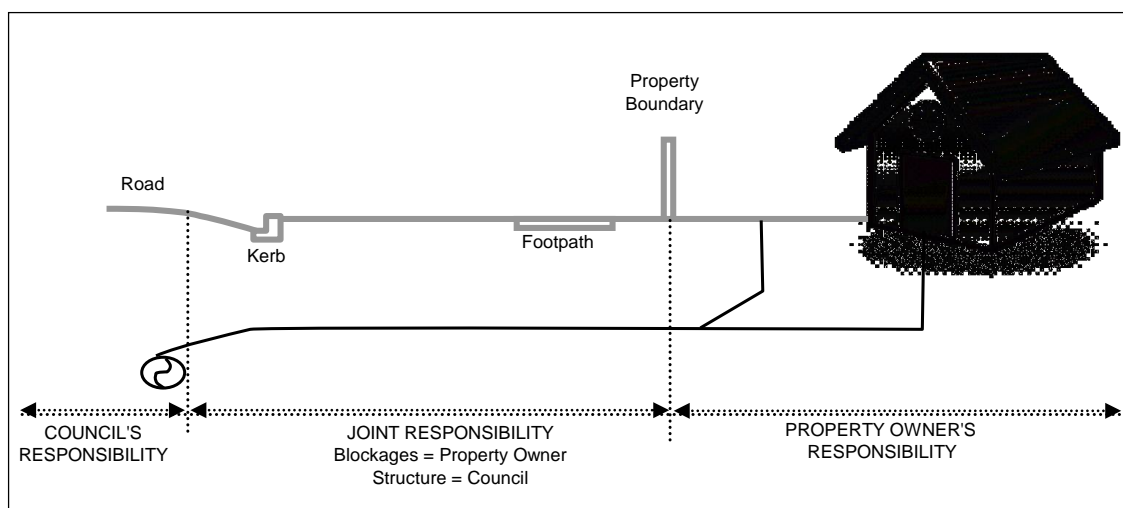 Property
Boundary
Road
Kerb
Footpath
COUNCIL'S
RESPONSIBILITY
JOINT RESPONSIBILITY
Blockages = Property Owner
Structure = Council
PROPERTY OWNER'S
RESPONSIBILITY